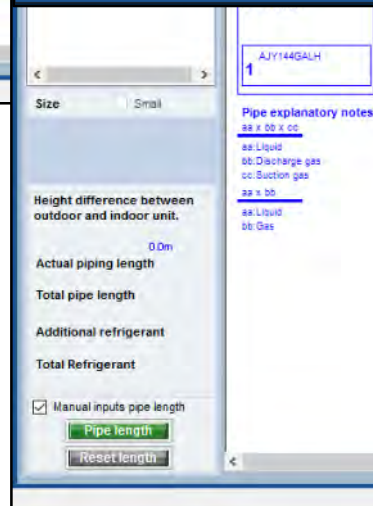 Size Small
Height difference between
outdoor and indoor unit.
0.0m
Actual piping length
Total pipe length
Additional refrigerant
Total Refrigerant
Manual inputs pipe length
Pipe length
Reset length
AJY144GALH
1
Pipe explanatory notes
aa x bb x cc
aa:Liquid
bb:Discharge gas
cc:Suction gas
aa x bb
aa:Liquid
bb:Gas